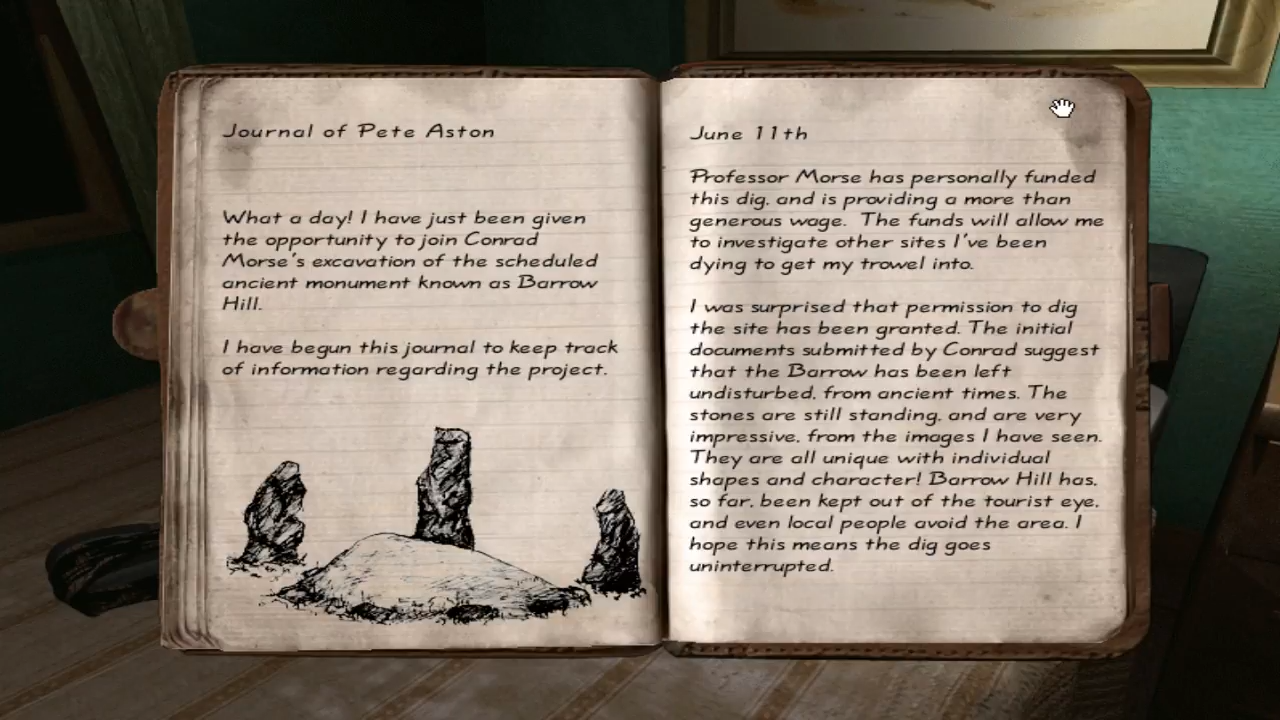 Journal of Pete Aston
What a day! I have just been given
the opportunity to join Conrad
Morse's excavation of the scheduled
ancient monument known as Barrow
Hill.
I have begun this journal to keep track
of information regarding the project.
June 11th
Professor Morse has personally funded
this dig, and is providing a more than
generous wage. The funds will allow me
to investigate other sites I've been
dying to get my trowel into.
I was surprised that permission to dig
the site has been granted. The initial
documents submitted by Conrad suggest
that the Barrow has been left
undisturbed, from ancient times. The
stones are still standing, and are very
impressive, from the images I have seen.
They are all unique with individual
shapes and character! Barrow Hill has,
so far, been kept out of the tourist eye,
and even local people avoid the area. I
hope this means the dig goes
uninterrupted.